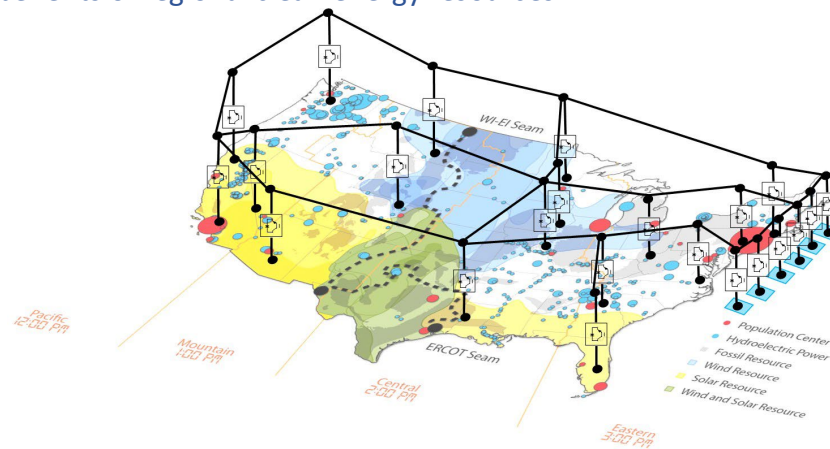 WI-EI Seam
Pacific
12:00 PM
Mountain
1:00 PM
ERCOT Seam
Central
2:00 PM
Eastern
3:00 PM
Population Center
Hydroelectric Power
Fossil Resource
Wind Resource
Solar Resource
Wind and Solar Resource